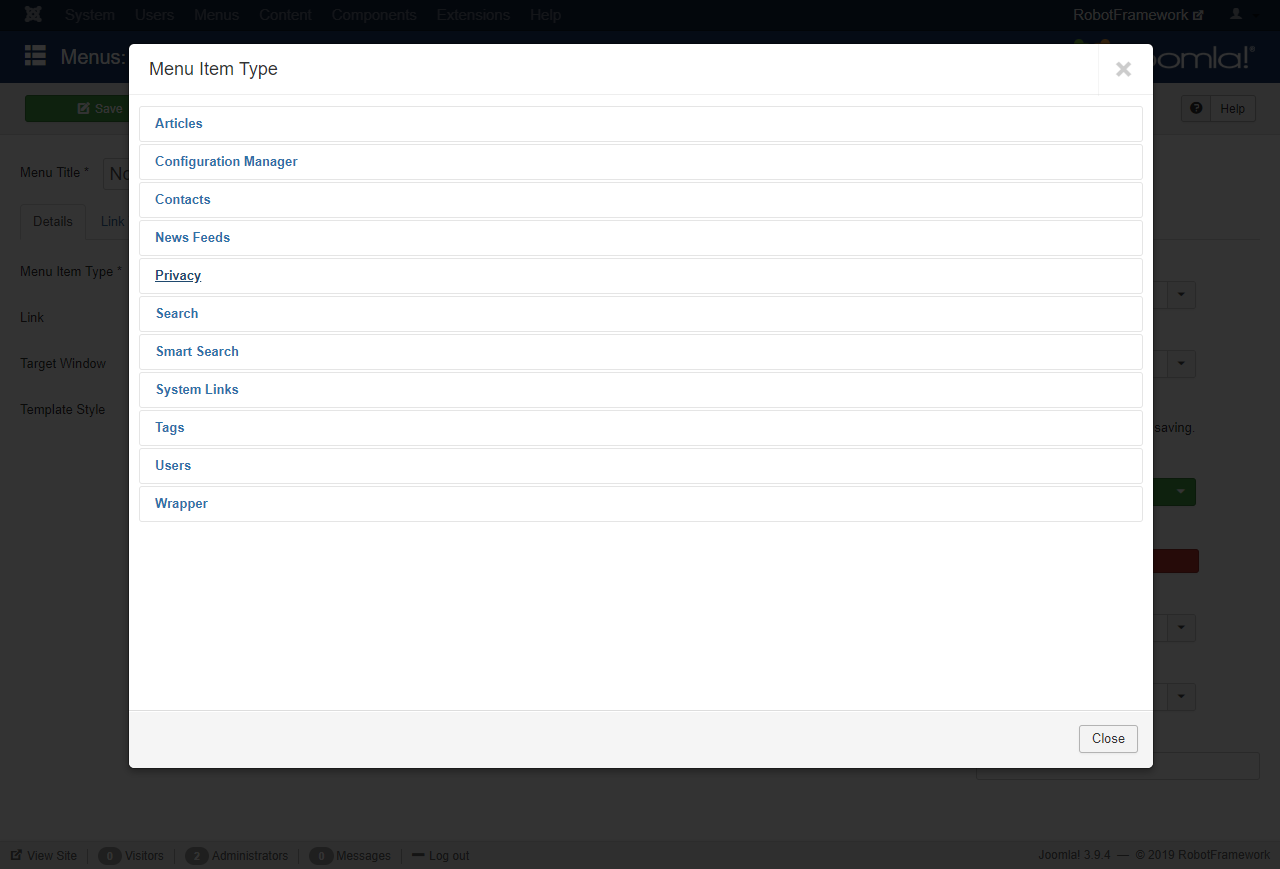 System Users Menus Content Components Extensions Help RobotFramework
Menus: oomla!®
Menu Item Type ×
Save Help
Articles
Menu Title * No
Configuration Manager
Contacts
Details Link
News Feeds
Menu Item Type *
Privacy
Link
Search
Target Window
Smart Search
System Links
Template Style
Tags saving.
Users
Wrapper
Close
View Site 0 Visitors 2 Administrators 0 Messages Log out Joomla! 3.9.4 — © 2019 RobotFramework